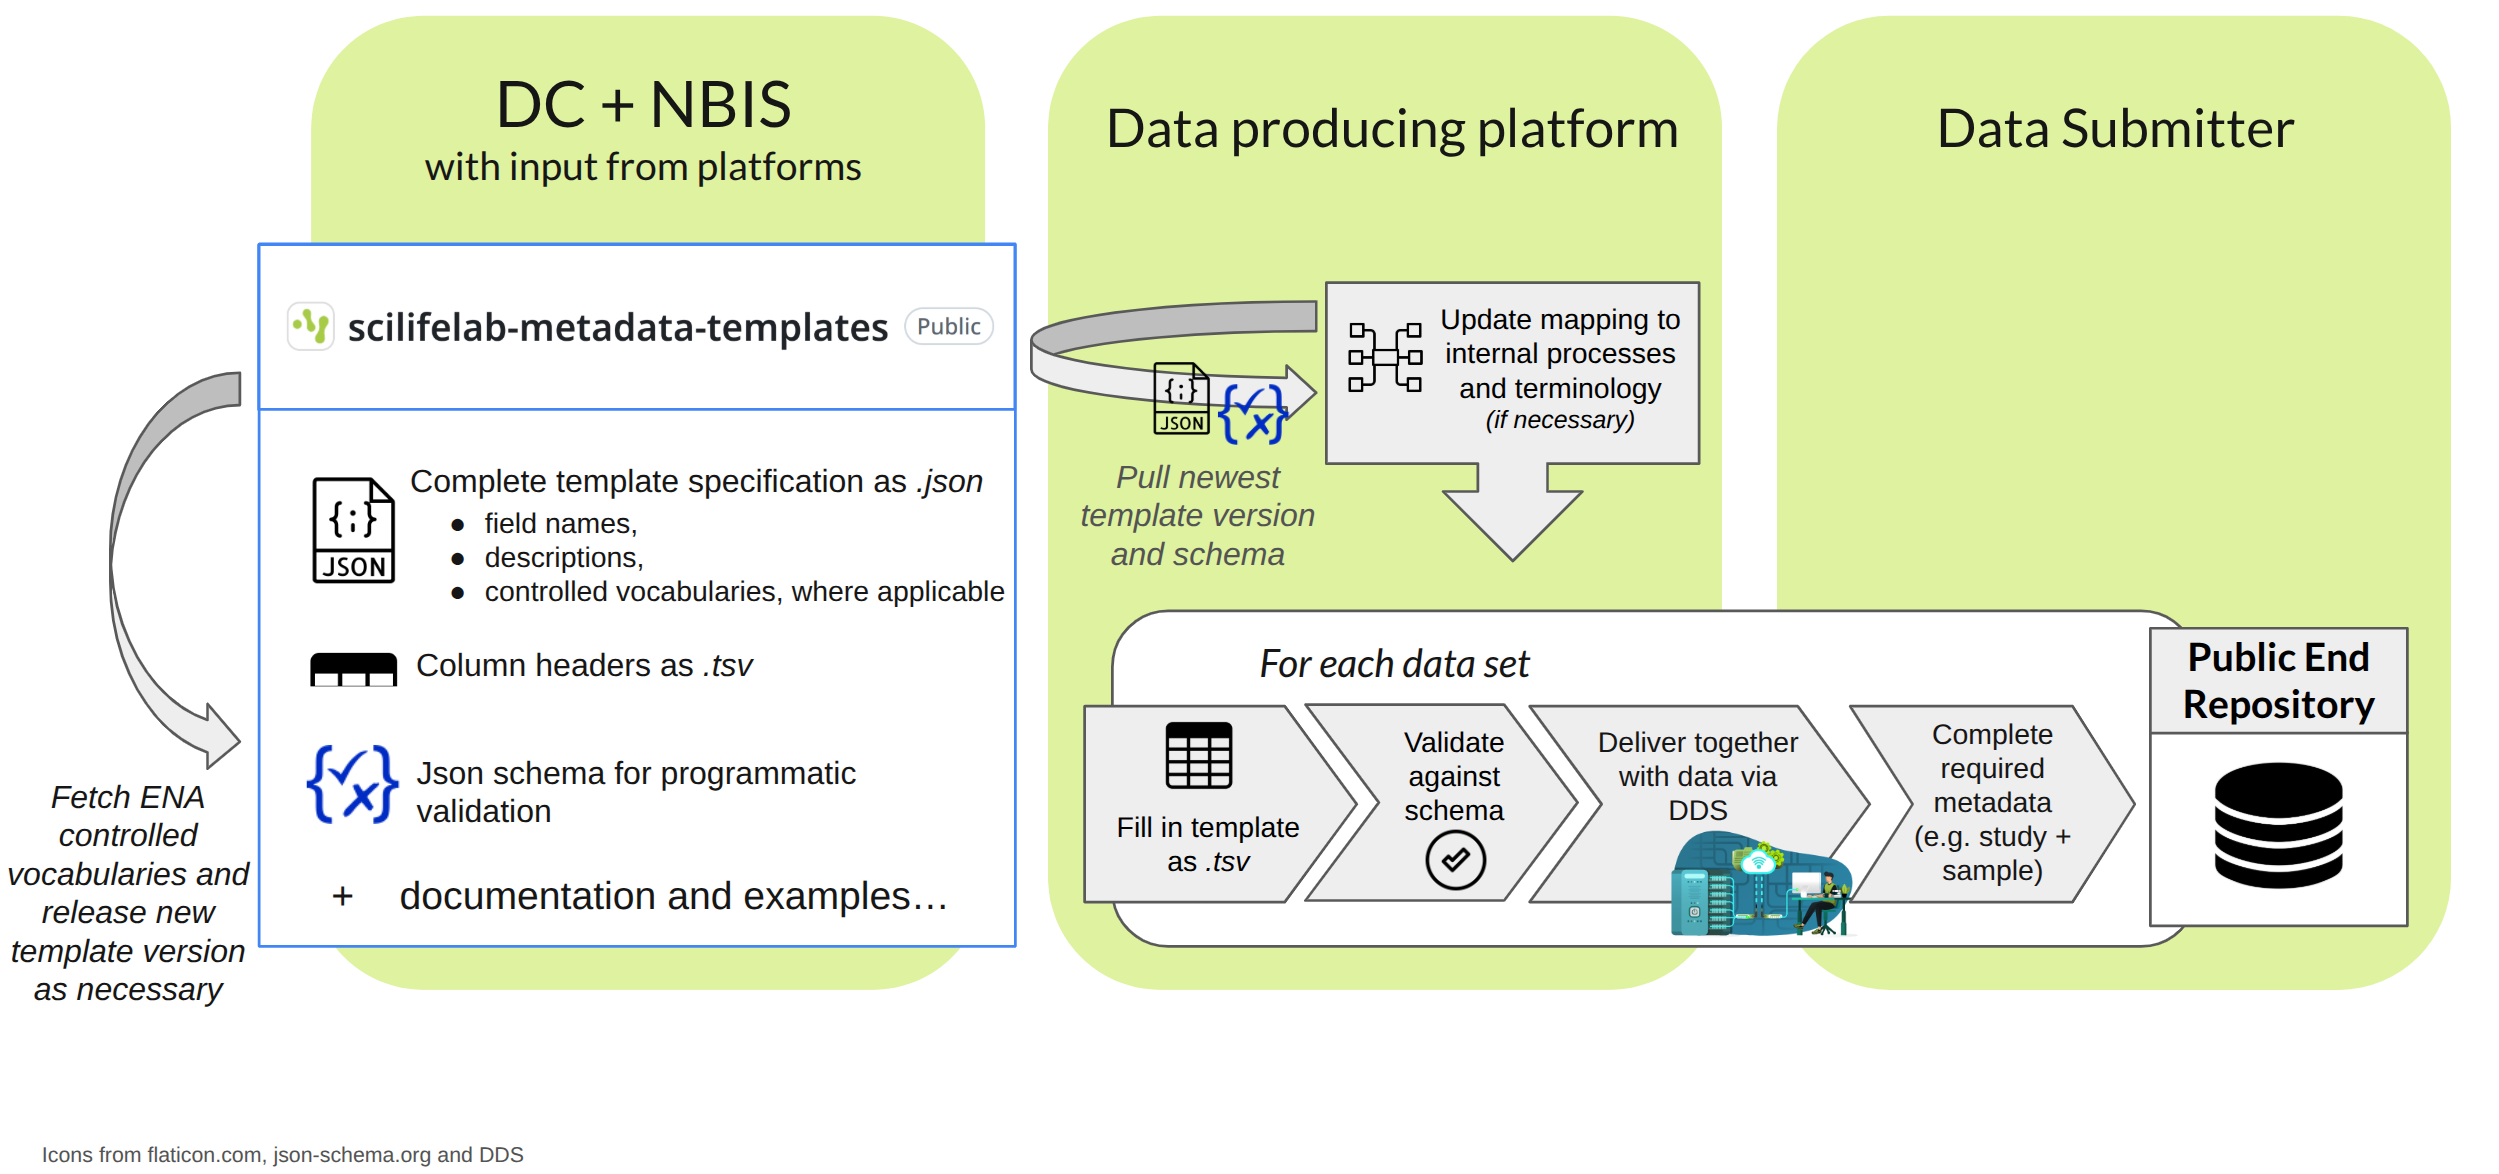 DC + NBIS
with input from platforms
scilifelab-metadata-templates Public
{;}
JSON
Complete template specification as .json
● field names,
● descriptions,
● controlled vocabularies, where applicable
Column headers as .tsv
Json schema for programmatic
validation
+ documentation and examples…
Fetch ENA
controlled
vocabularies and
release new
template version
as necessary
Data producing platform
{;}
JSON
Pull newest
template version
and schema
Update mapping to
internal processes
and terminology
(if necessary)
Data Submitter
For each data set
Fill in template
as .tsv
Validate
against
schema
Deliver together
with data via
DDS
Complete
required
metadata
(e.g. study +
sample)
Public End
Repository
Icons from flaticon.com, json-schema.org and DDS